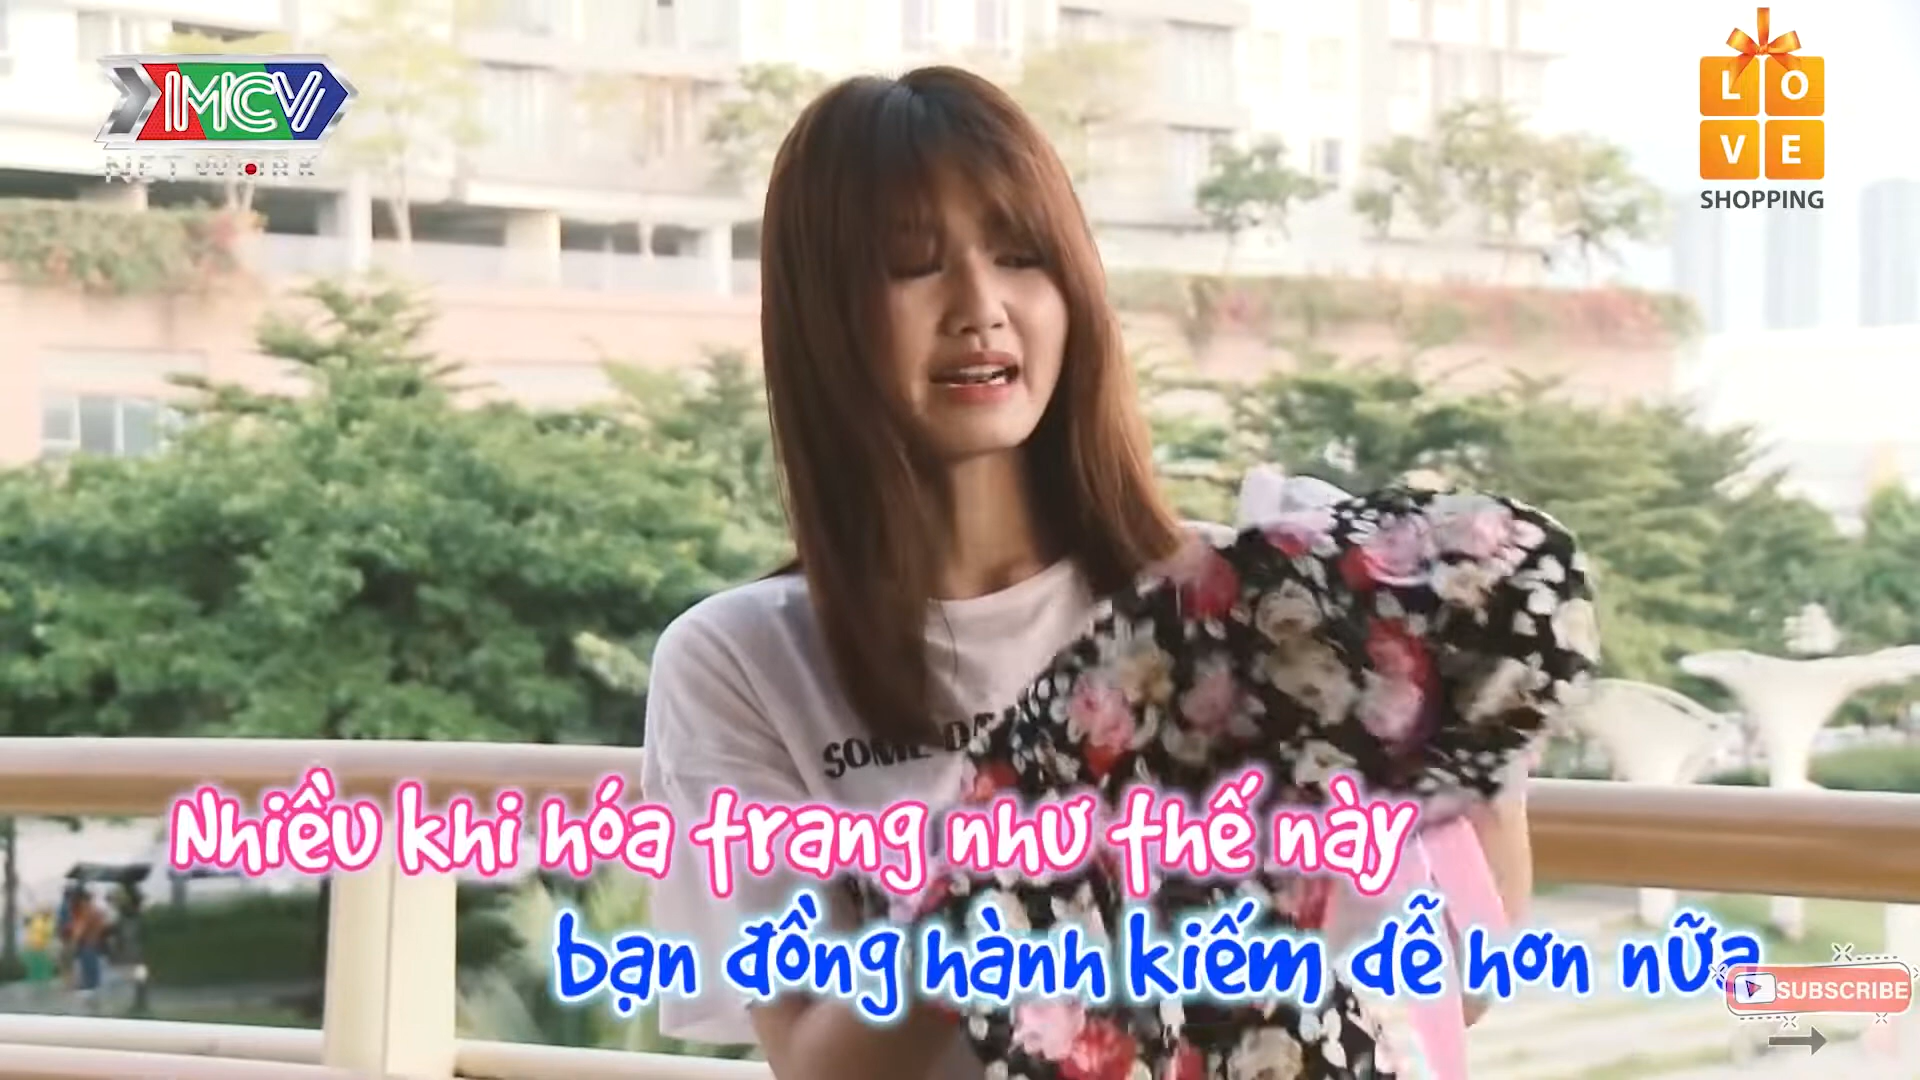 MCV
NETWORK
LOVE
SHOPPING
SOME
Nhiều khi hóa trang như thế này
bạn đồng hành kiếm dễ hơn nữa
SUBSCRIBE